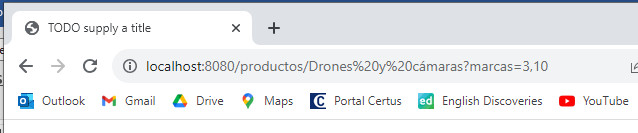 TODO supply a title
localhost:8080/productos/Drones%20y%20cámaras?marcas=3,10
Outlook Gmail Drive Maps Portal Certus English Discoveries YouTube